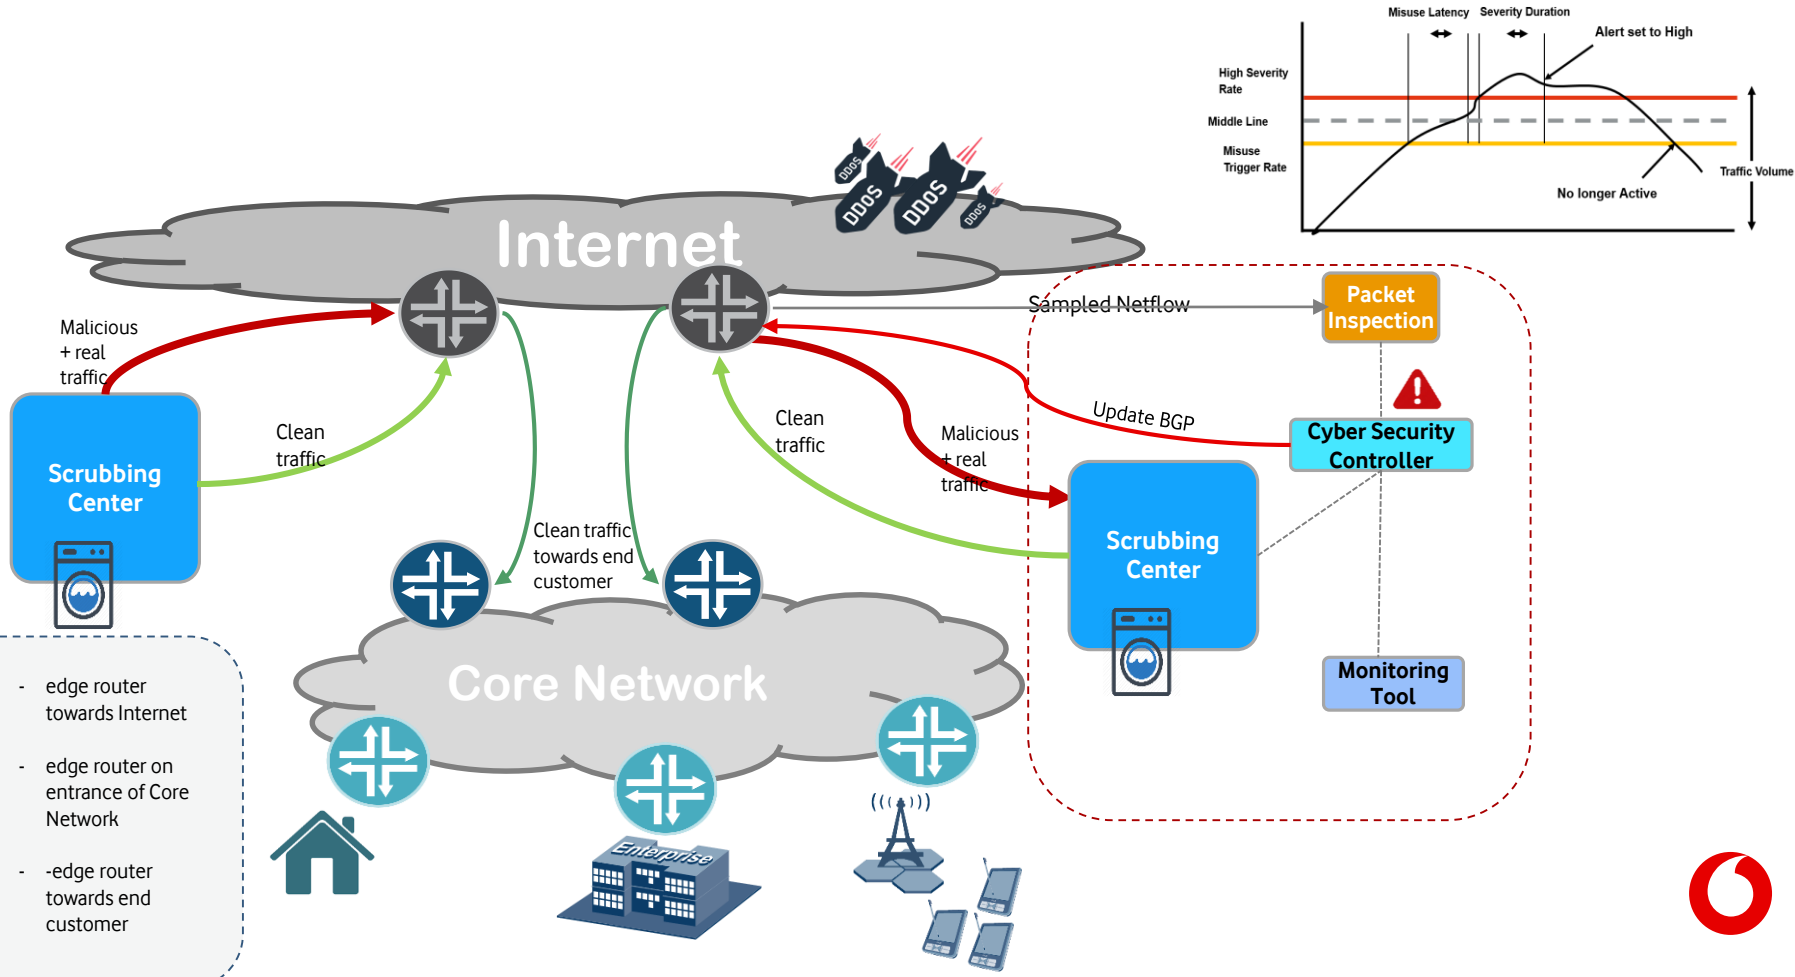 Misuse Latency
Severity Duration
Alert set to High
High Severity
Rate
Middle Line
Misuse
Trigger Rate
Traffic Volume
No longer Active
DDOS
DDOS
DDOS
DDOS
Internet
Sampled Netflow
Packet
Inspection
Malicious
+ real
traffic
Clean
traffic
Clean
traffic
Update BGP
Malicious
+ real
traffic
Cyber Security
Controller
Scrubbing
Center
Clean traffic
towards end
customer
Scrubbing
Center
Core Network
Monitoring
Tool
- edge router
towards Internet
- edge router on
entrance of Core
Network
- -edge router
towards end
customer
Enterprise